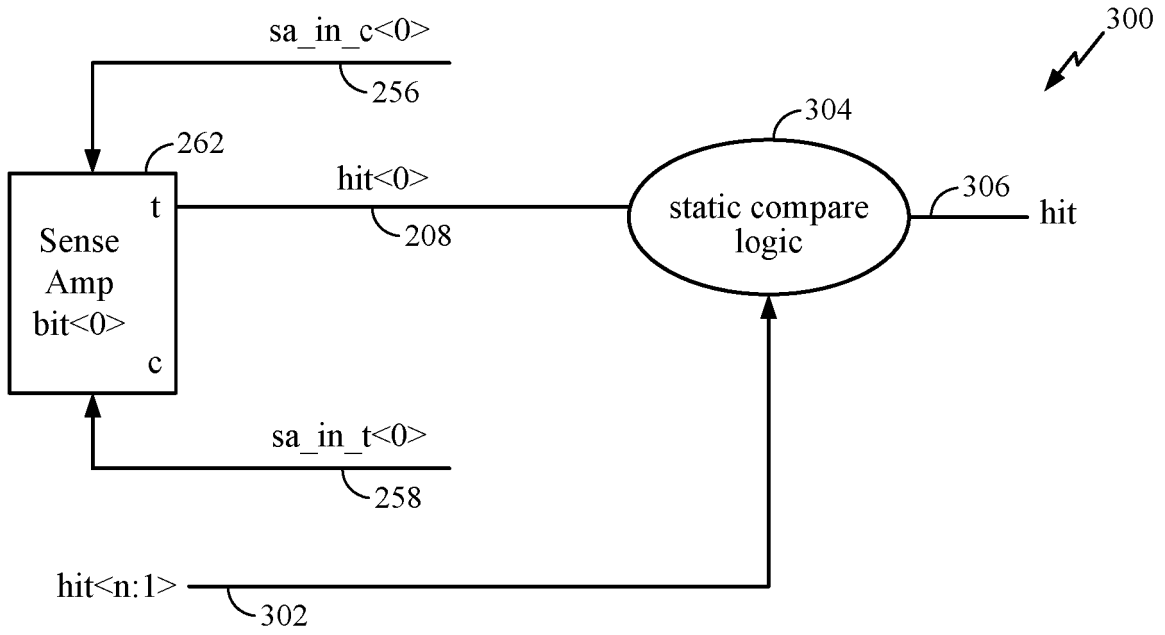 300
sa_in_c<0>
256
304
262
hit<0>
306
t
static compare
hit
208
logic
Sense
Amp
bit<0>
c
sa_in_t<0>
258
hit<n:1>
302